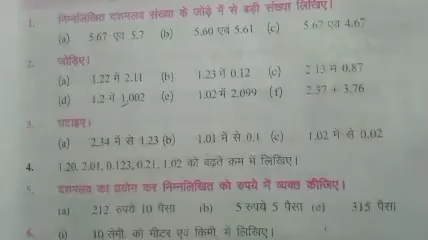 1. निम्नलिखित दशमलव संख्या के जोड़े में से बड़ी संख्या लिखिए।
(a) 5.67 एवं 5.7 (b) 5.60 एवं 5.61 (c) 5.67 एवं 4.67
2. जोड़िए।
(a) 1.22 में 2.11 (b) 1.23 में 0.12 (c) 2.13 में 0.87
(d) 1.2 में 1.002 (e) 1.02 में 2.099 (f) 2.37 + 3.76
3. घटाइए।
(a) 2.34 में से 1.23 (b) 1.01 में से 0.1 (c) 1.02 में से 0.02
4. 1.20, 2.01, 0.123, 0.21, 1.02 को बढ़ते क्रम में लिखिए।
5. दशमलव का प्रयोग कर निम्नलिखित को रुपये में व्यक्त कीजिए।
(a) 212 रुपये 10 पैसा (b) 5 रुपये 5 पैसा (c) 315 पैसा
6. (i) 10 सेमी. को मीटर एवं किमी. में लिखिए।